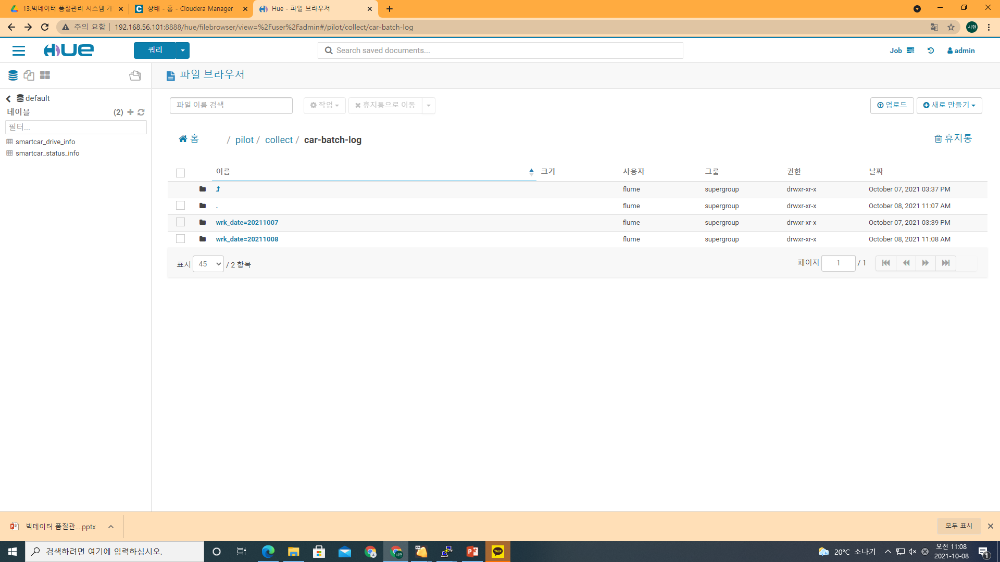 13.빅데이터 품질관리 시스템 개
상태 - 홈 - Cloudera Manager
Hue - 파일 브라우저
주의 요함
192.168.56.101:8888/hue/filebrowser/view=%2Fuser%2Fadmin#/pilot/collect/car-batch-log
시현
HUE
쿼리
Search saved documents...
Job
admin
파일 브라우저
default
테이블 (2)
필터...
smartcar_drive_info
smartcar_status_info
파일 이름 검색
작업
휴지통으로 이동
업로드
새로 만들기
홈 / pilot / collect / car-batch-log
휴지통
이름 크기 사용자 그룹 권한 날짜
flume supergroup drwxr-xr-x October 07, 2021 03:37 PM
. flume supergroup drwxr-xr-x October 08, 2021 11:07 AM
wrk_date=20211007 flume supergroup drwxr-xr-x October 07, 2021 03:39 PM
wrk_date=20211008 flume supergroup drwxr-xr-x October 08, 2021 11:08 AM
표시 45 / 2 항목
페이지 1 / 1
빅데이터 품질관....pptx
모두 표시
검색하려면 여기에 입력하십시오.
시현
TALK
20°C 소나기
오전 11:08
2021-10-08
1